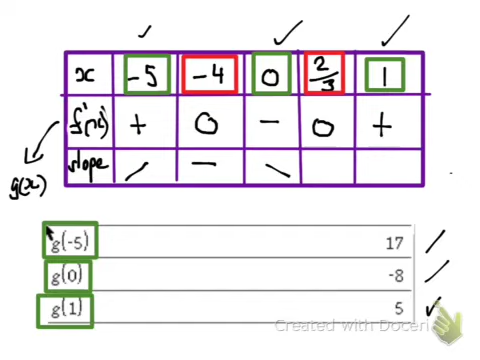 x -5 -4 0 2/3 1
f'(x) + 0 - 0 + 
slope / — \
g(x)
g(-5) 17
g(0) -8
g(1) 5
Created with Doceri